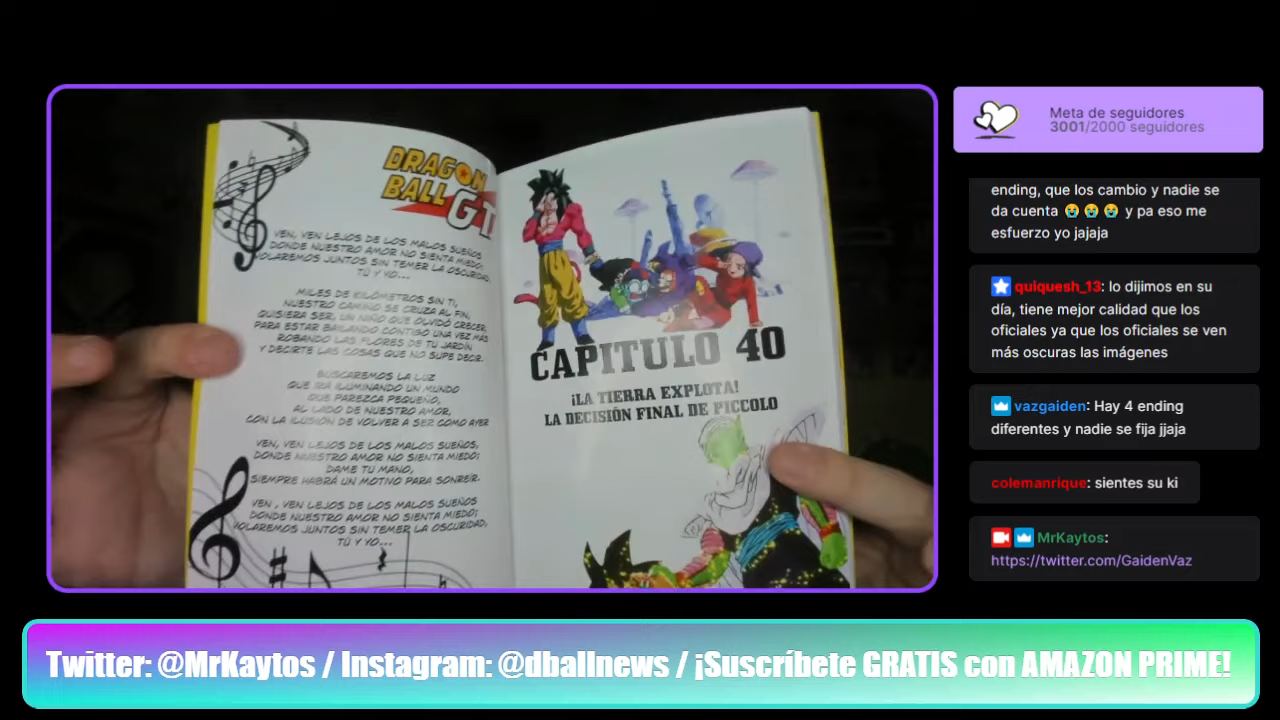 DRAGON
BALL
GT
VEN, VEN LEJOS DE LOS MALOS SUEÑOS
DONDE NUESTRO AMOR NO SIENTA MIEDO;
VOLAREMOS JUNTOS SIN TEMER LA OSCURIDAD,
TÚ Y YO...
MILES DE KILÓMETROS SIN TI,
NUESTRO CAMINO SE CRUZA AL FIN,
QUISIERA SER, UN NIÑO QUE OLVIDÓ CRECER,
PARA ESTAR BAILANDO CONTIGO UNA VEZ MÁS
ROBANDO LAS FLORES DE TU JARDÍN
Y DECIRTE LAS COSAS QUE NO SUPE DECIR.
BUSCAREMOS LA LUZ
QUE IRÁ ILUMINANDO UN MUNDO
QUE PAREZCA PEQUEÑO,
AL LADO DE NUESTRO AMOR,
CON LA ILUSIÓN DE VOLVER A SER COMO AYER
VEN, VEN LEJOS DE LOS MALOS SUEÑOS,
DONDE NUESTRO AMOR NO SIENTA MIEDO;
DAME TU MANO,
SIEMPRE HABRÁ UN MOTIVO PARA SONREÍR.
VEN , VEN LEJOS DE LOS MALOS SUEÑOS
DONDE NUESTRO AMOR NO SIENTA MIEDO;
VOLAREMOS JUNTOS SIN TEMER LA OSCURIDAD,
TÚ Y YO...
CAPITULO 40
¡LA TIERRA EXPLOTA!
LA DECISIÓN FINAL DE PICCOLO
Meta de seguidores
3001/2000 seguidores
ending, que los cambio y nadie se
da cuenta 😭 😭 😭 y pa eso me
esfuerzo yo jajaja
quiquesh_13: lo dijimos en su
día, tiene mejor calidad que los
oficiales ya que los oficiales se ven
más oscuras las imágenes
vazgaiden: Hay 4 ending
diferentes y nadie se fija jjaja
colemanrique: sientes su ki
MrKaytos:
https://twitter.com/GaidenVaz
Twitter: @MrKaytos / Instagram: @dballnews / ¡Suscríbete GRATIS con AMAZON PRIME!